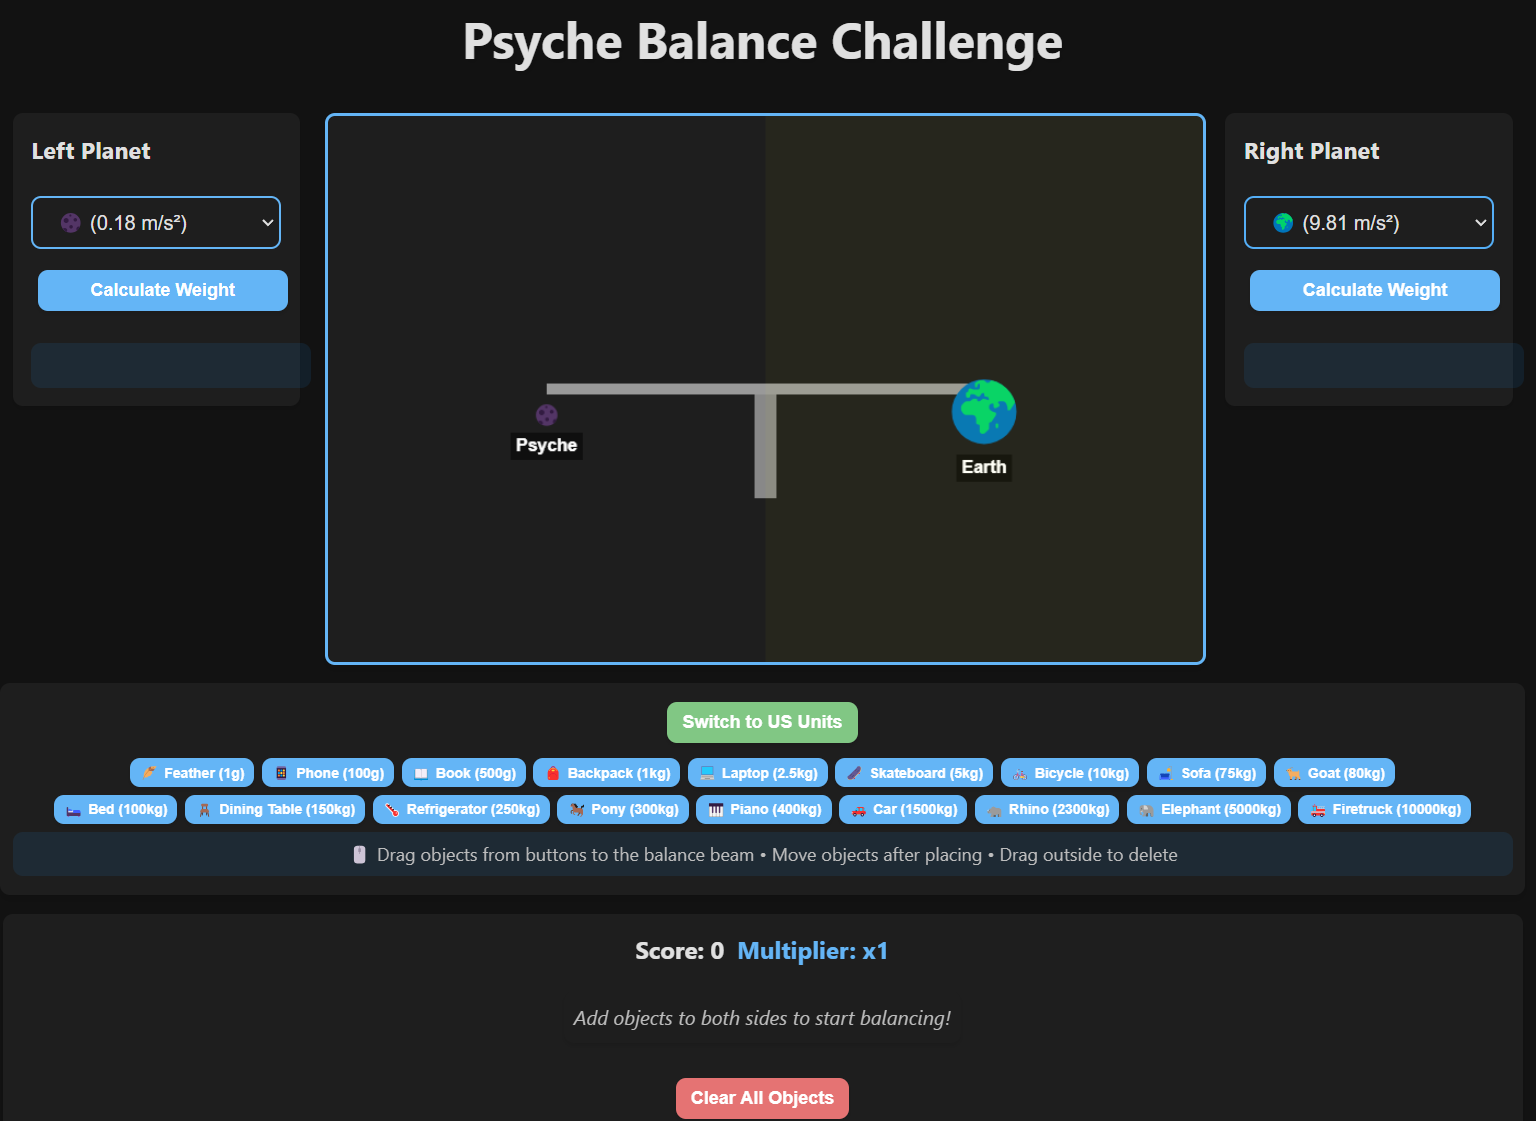 Psyche Balance Challenge
Left Planet
(0.18 m/s²)
Calculate Weight
Right Planet
(9.81 m/s²)
Calculate Weight
Psyche
Earth
Switch to US Units
Feather (1g) Phone (100g) Book (500g) Backpack (1kg) Laptop (2.5kg) Skateboard (5kg) Bicycle (10kg) Sofa (75kg) Goat (80kg)
Bed (100kg) Dining Table (150kg) Refrigerator (250kg) Pony (300kg) Piano (400kg) Car (1500kg) Rhino (2300kg) Elephant (5000kg) Firetruck (10000kg)
Drag objects from buttons to the balance beam • Move objects after placing • Drag outside to delete
Score: 0 Multiplier: x1
Add objects to both sides to start balancing!
Clear All Objects